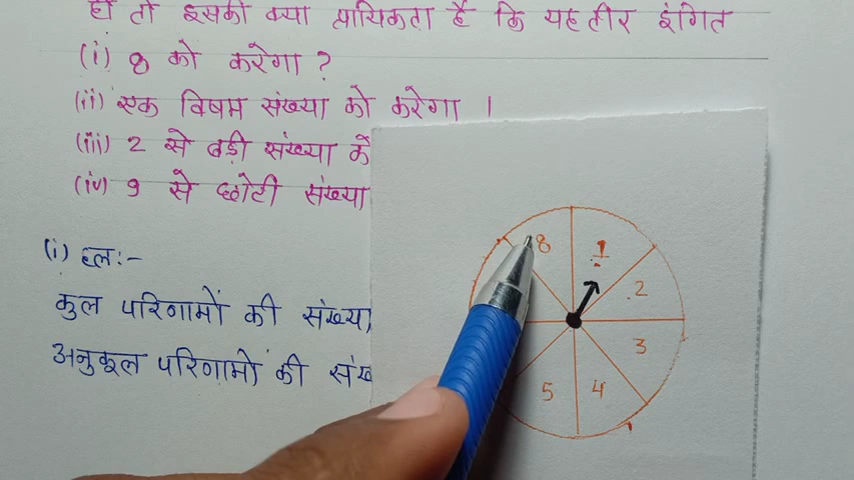 हो तो इसकी क्या प्रायिकता है कि यह तीर इंगित
(i) 8 को करेगा ?
(ii) एक विषम संख्या को करेगा ।
(iii) 2 से बड़ी संख्या को
(iv) 9 से छोटी संख्या
(i) हल:-
कुल परिणामों की संख्या
अनुकूल परिणामों की
8 1
2
3
5 4